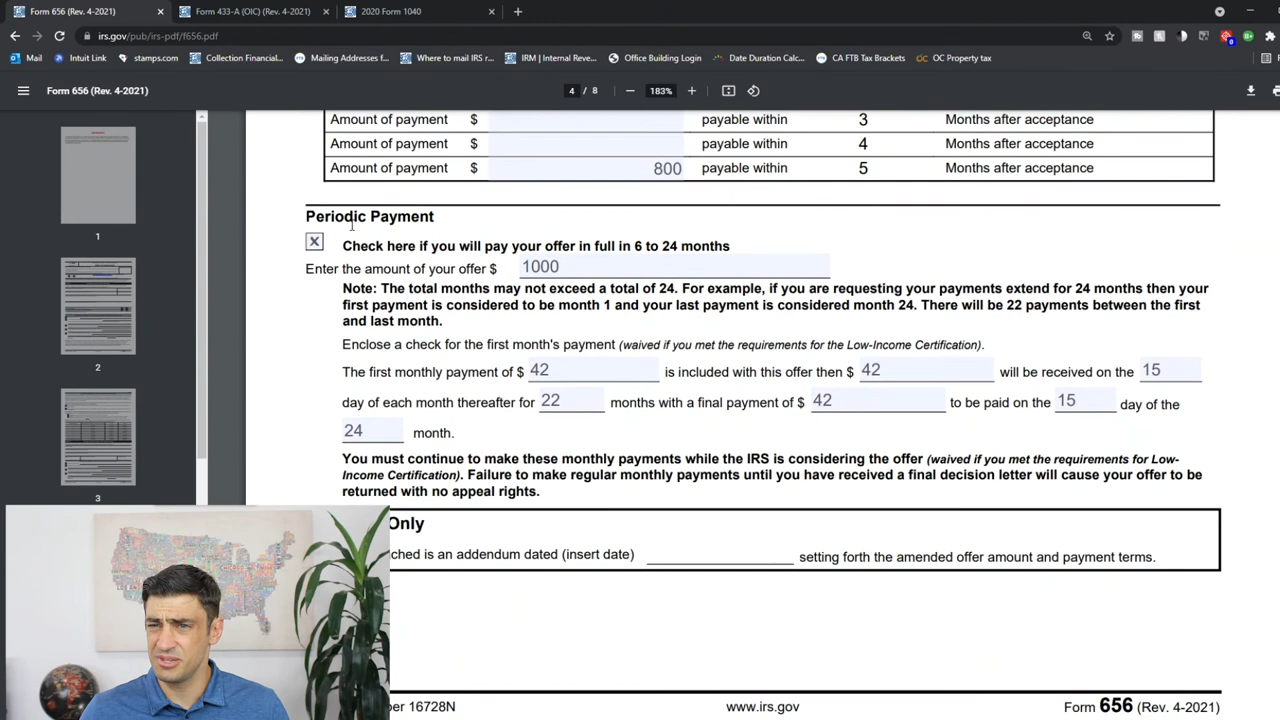 Form 656 (Rev. 4-2021)
Form 433-A (OIC) (Rev. 4-2021)
2020 Form 1040
irs.gov/pub/irs-pdf/f656.pdf
Mail
Intuit Link
stamps.com
Collection Financial...
Mailing Addresses f...
Where to mail IRS r...
IRM | Internal Reve...
Office Building Login
Date Duration Calc...
CA FTB Tax Brackets
OC Property tax
Form 656 (Rev. 4-2021)
4 / 8
183%
1
2
3
Amount of payment $ payable within 3 Months after acceptance
Amount of payment $ payable within 4 Months after acceptance
Amount of payment $ 800 payable within 5 Months after acceptance
Periodic Payment
X Check here if you will pay your offer in full in 6 to 24 months
Enter the amount of your offer $ 1000
Note: The total months may not exceed a total of 24. For example, if you are requesting your payments extend for 24 months then your
first payment is considered to be month 1 and your last payment is considered month 24. There will be 22 payments between the first
and last month.
Enclose a check for the first month's payment (waived if you met the requirements for the Low-Income Certification).
The first monthly payment of $ 42 is included with this offer then $ 42 will be received on the 15
day of each month thereafter for 22 months with a final payment of $ 42 to be paid on the 15 day of the
24 month.
You must continue to make these monthly payments while the IRS is considering the offer (waived if you met the requirements for Low-
Income Certification). Failure to make regular monthly payments until you have received a final decision letter will cause your offer to be
returned with no appeal rights.
Only
ched is an addendum dated (insert date) setting forth the amended offer amount and payment terms.
er 16728N
www.irs.gov
Form 656 (Rev. 4-2021)